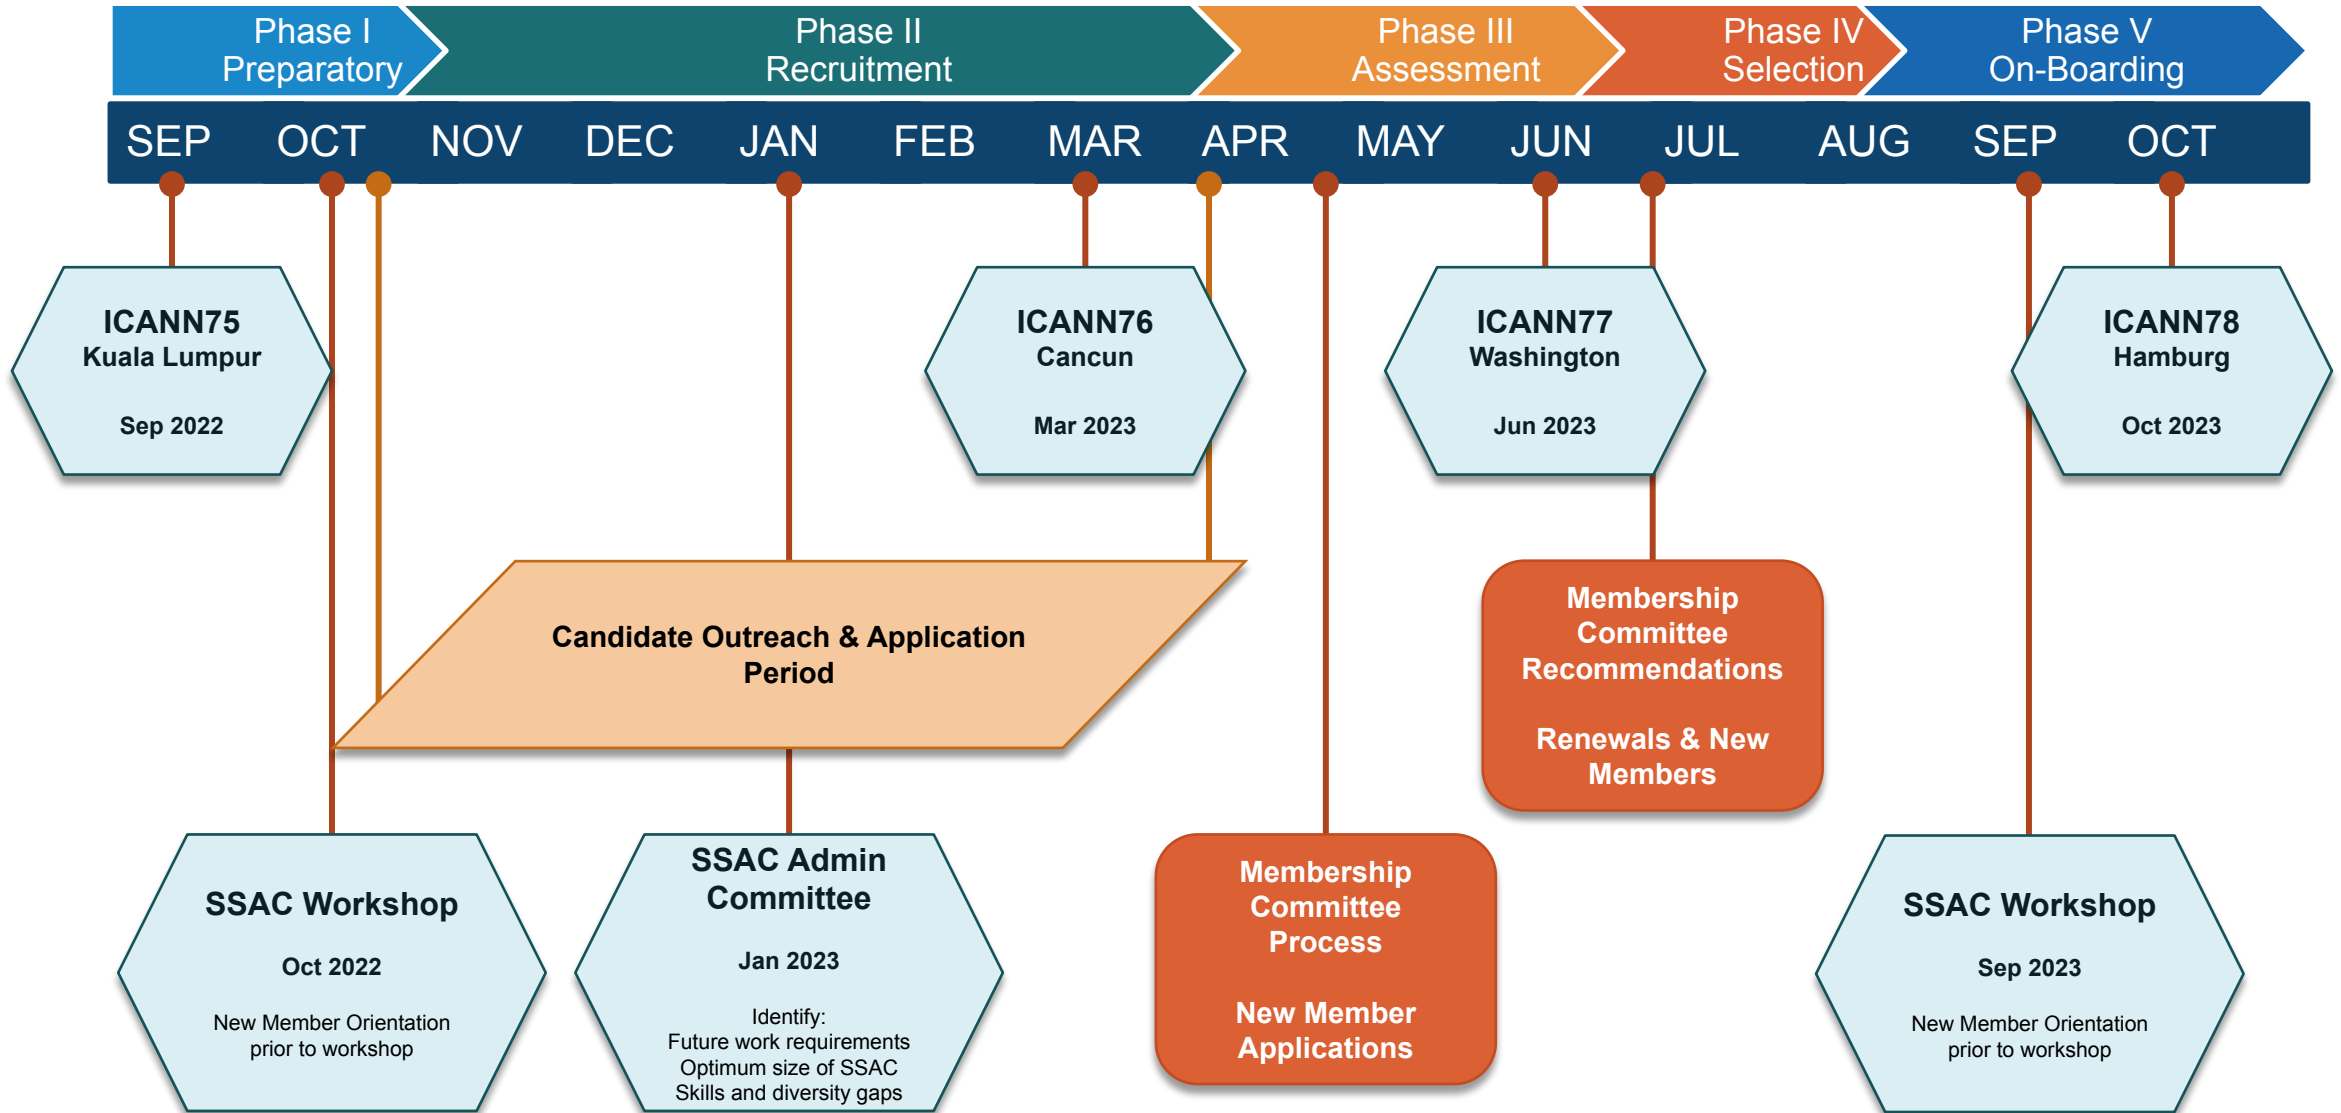 Phase I
Preparatory
Phase II
Recruitment
Phase III
Assessment
Phase IV
Selection
Phase V
On-Boarding
SEP OCT NOV DEC JAN FEB MAR APR MAY JUN JUL AUG SEP OCT
ICANN75
Kuala Lumpur
Sep 2022
ICANN76
Cancun
Mar 2023
ICANN77
Washington
Jun 2023
ICANN78
Hamburg
Oct 2023
Candidate Outreach & Application
Period
Membership
Committee
Recommendations
Renewals & New
Members
SSAC Workshop
Oct 2022
New Member Orientation
prior to workshop
SSAC Admin
Committee
Jan 2023
Identify:
Future work requirements
Optimum size of SSAC
Skills and diversity gaps
Membership
Committee
Process
New Member
Applications
SSAC Workshop
Sep 2023
New Member Orientation
prior to workshop